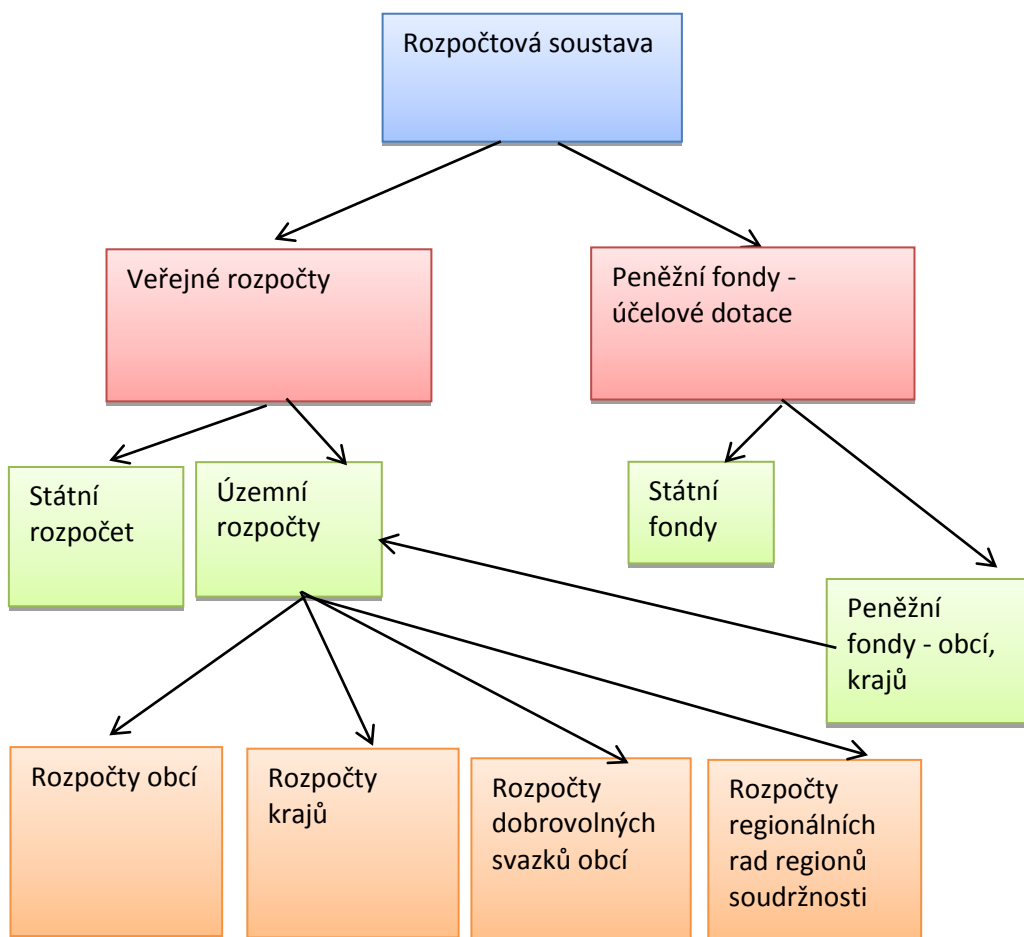 Rozpočtová soustava
Veřejné rozpočty
Peněžní fondy -
účelové dotace
Státní
rozpočet
Územní
rozpočty
Státní
fondy
Peněžní
fondy - obcí,
krajů
Rozpočty obcí
Rozpočty
krajů
Rozpočty
dobrovolných
svazků obcí
Rozpočty
regionálních
rad regionů
soudržnosti